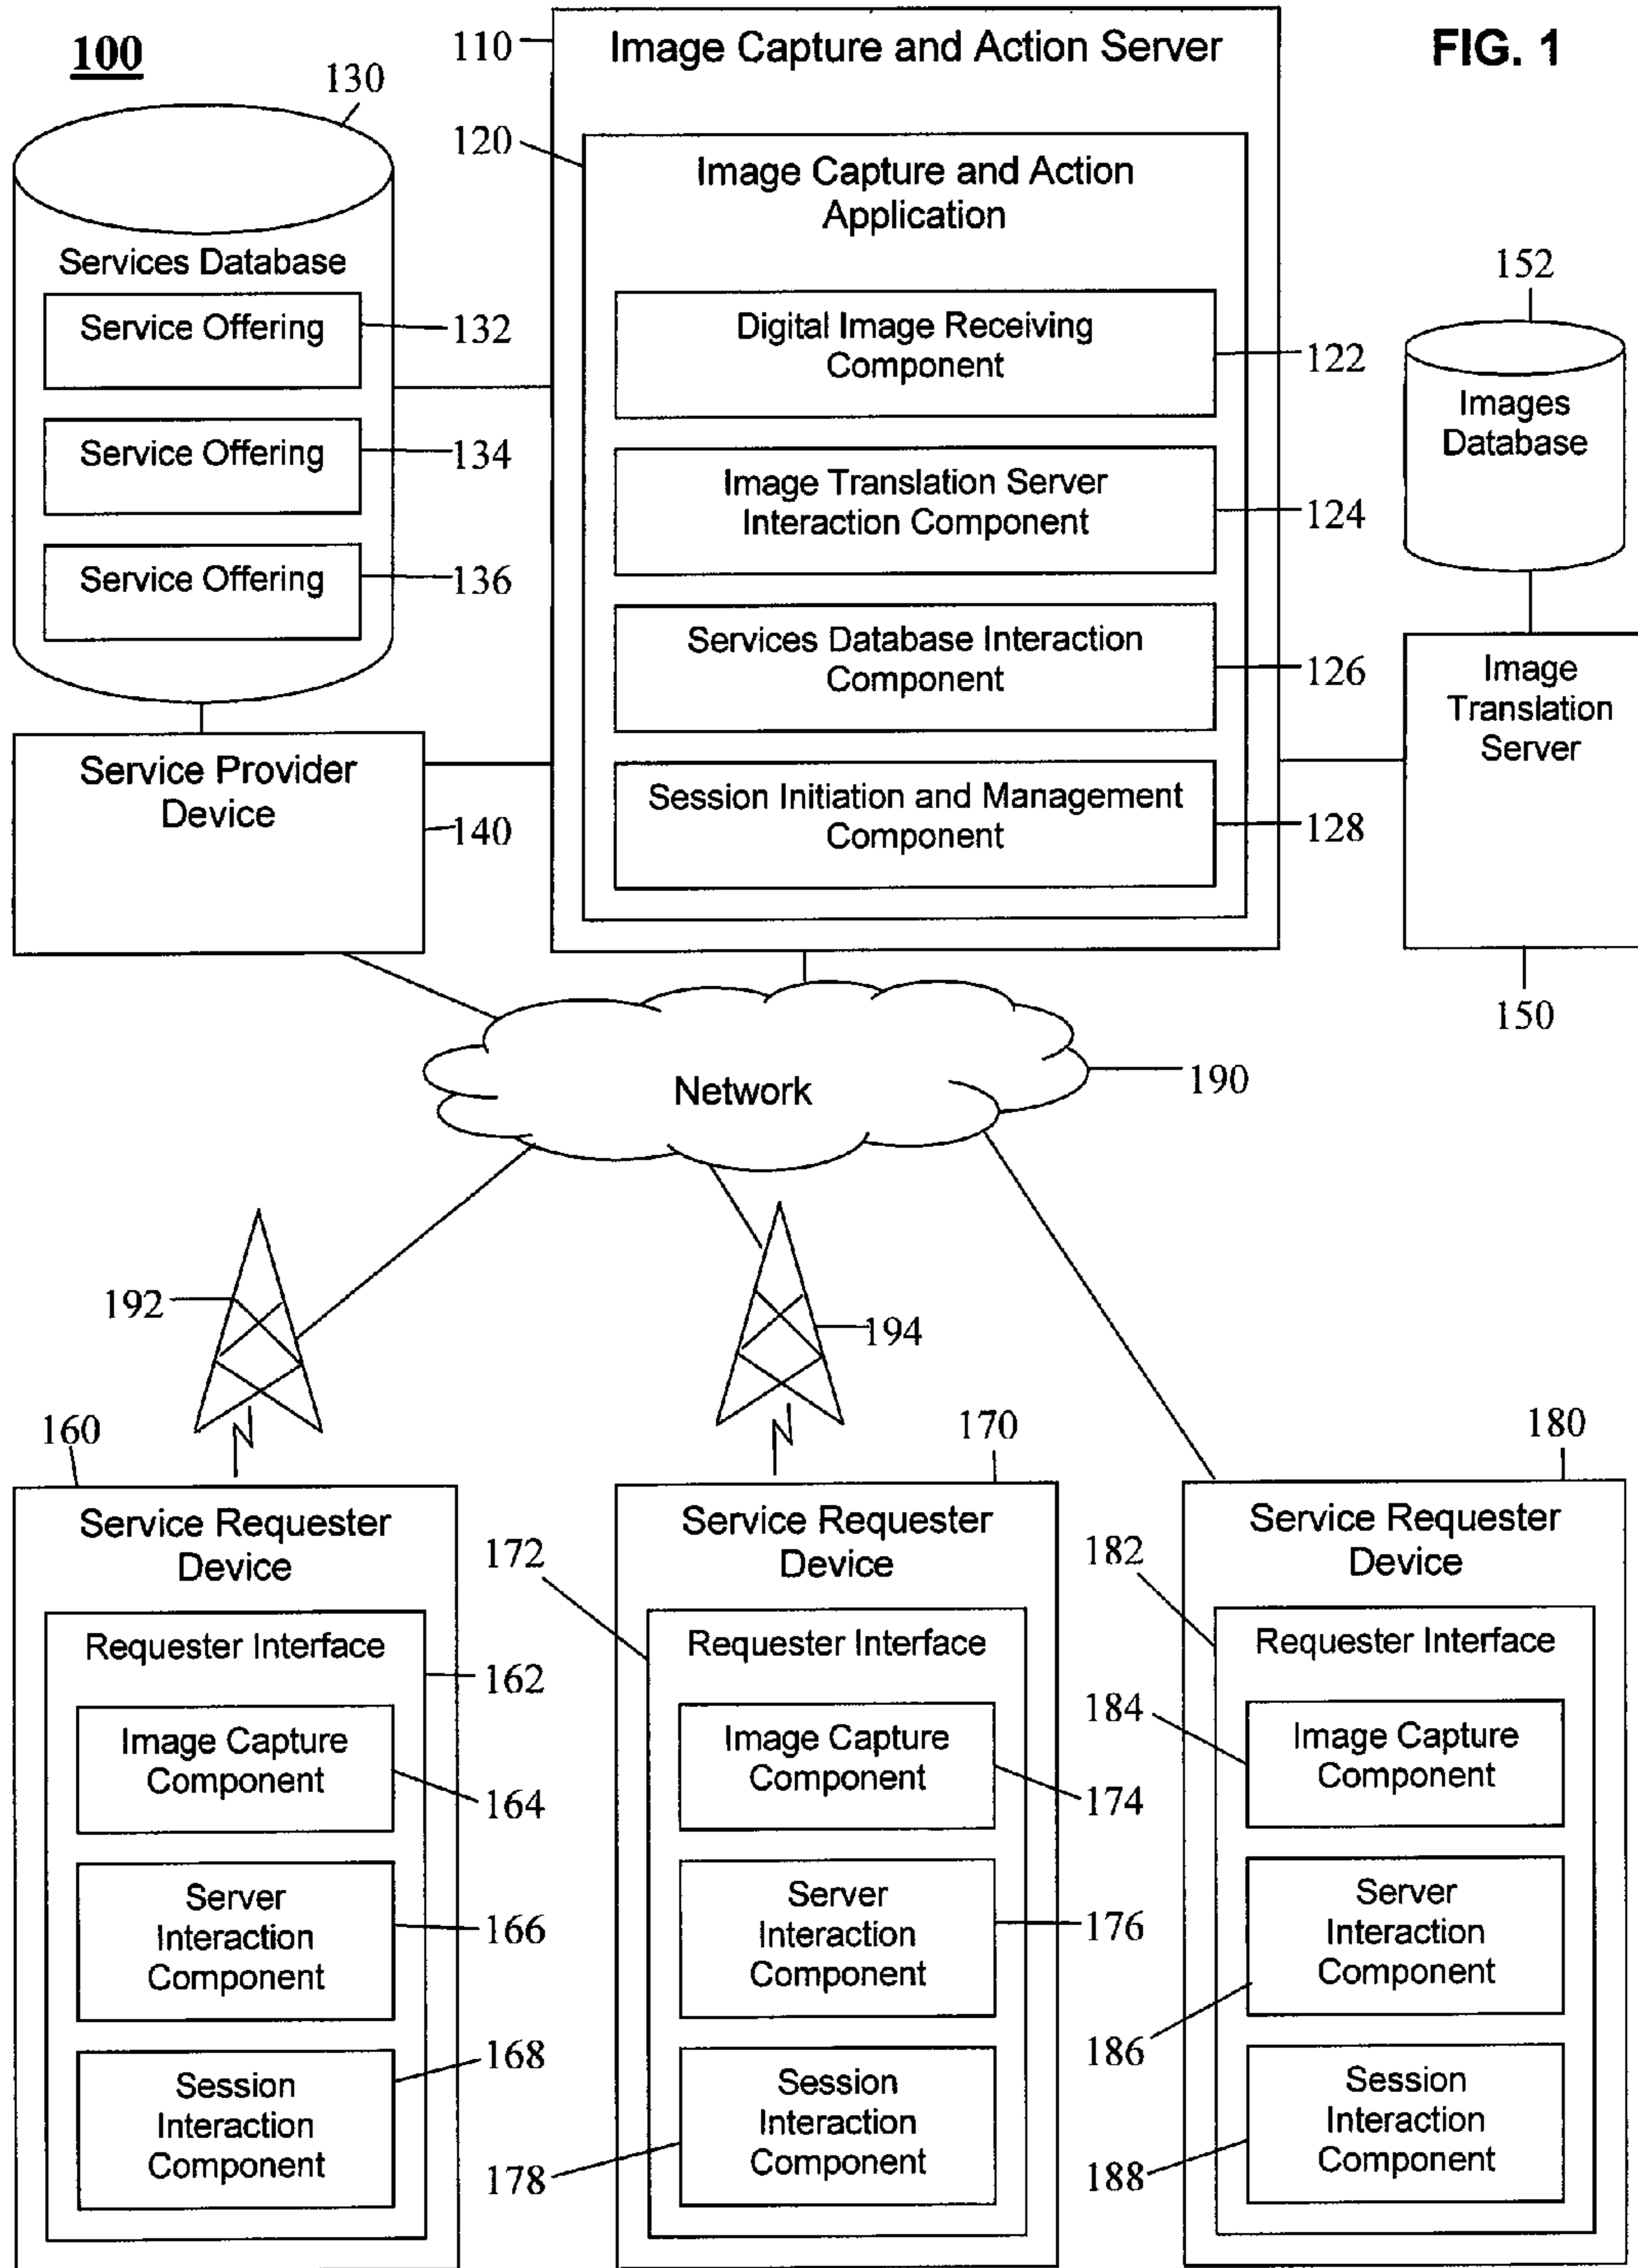 100
FIG. 1
130
Services Database
Service Offering
132
Service Offering
134
Service Offering
136
Service Provider
Device
140
110
Image Capture and Action Server
120
Image Capture and Action
Application
Digital Image Receiving
Component
122
Image Translation Server
Interaction Component
124
Services Database Interaction
Component
126
Session Initiation and Management
Component
128
152
Images
Database
Image
Translation
Server
150
Network
190
192
194
160
Service Requester
Device
Requester Interface
162
Image Capture
Component
164
Server
Interaction
Component
166
Session
Interaction
Component
168
170
Service Requester
Device
172
Requester Interface
Image Capture
Component
174
Server
Interaction
Component
176
Session
Interaction
Component
178
180
Service Requester
Device
182
Requester Interface
184
Image Capture
Component
Server
Interaction
Component
186
Session
Interaction
Component
188